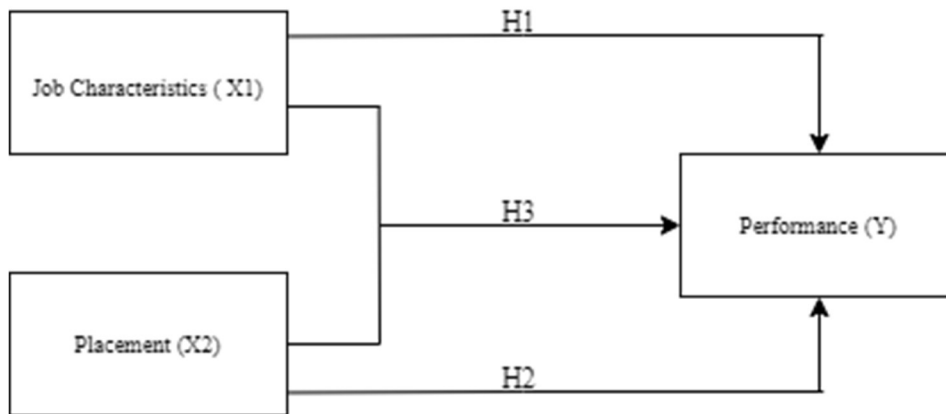 H1
Job Characteristics ( X1)
H3
Performance (Y)
Placement (X2)
H2